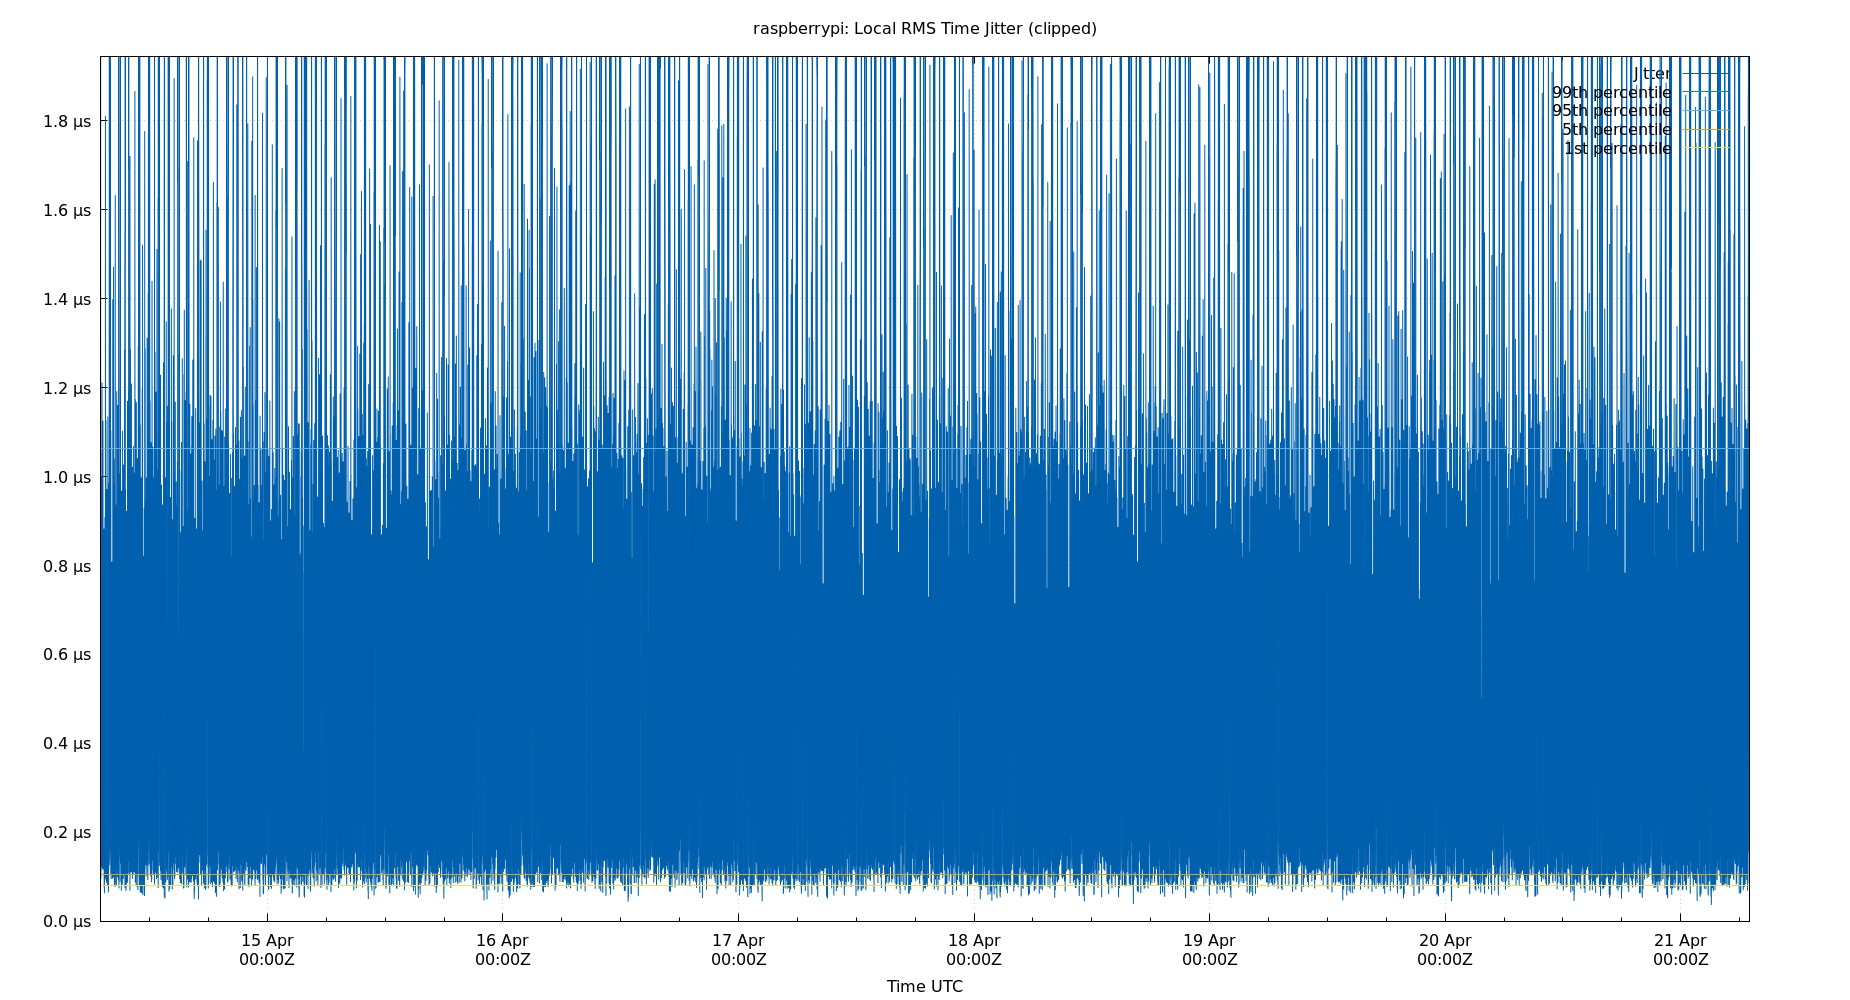 raspberrypi: Local RMS Time Jitter (clipped)
Jitter
99th percentile
95th percentile
5th percentile
1st percentile
1.8 µs
1.6 µs
1.4 µs
1.2 µs
1.0 µs
0.8 µs
0.6 µs
0.4 µs
0.2 µs
0.0 µs
15 Apr 16 Apr 17 Apr 18 Apr 19 Apr 20 Apr 21 Apr
00:00Z 00:00Z 00:00Z 00:00Z 00:00Z 00:00Z 00:00Z
Time UTC